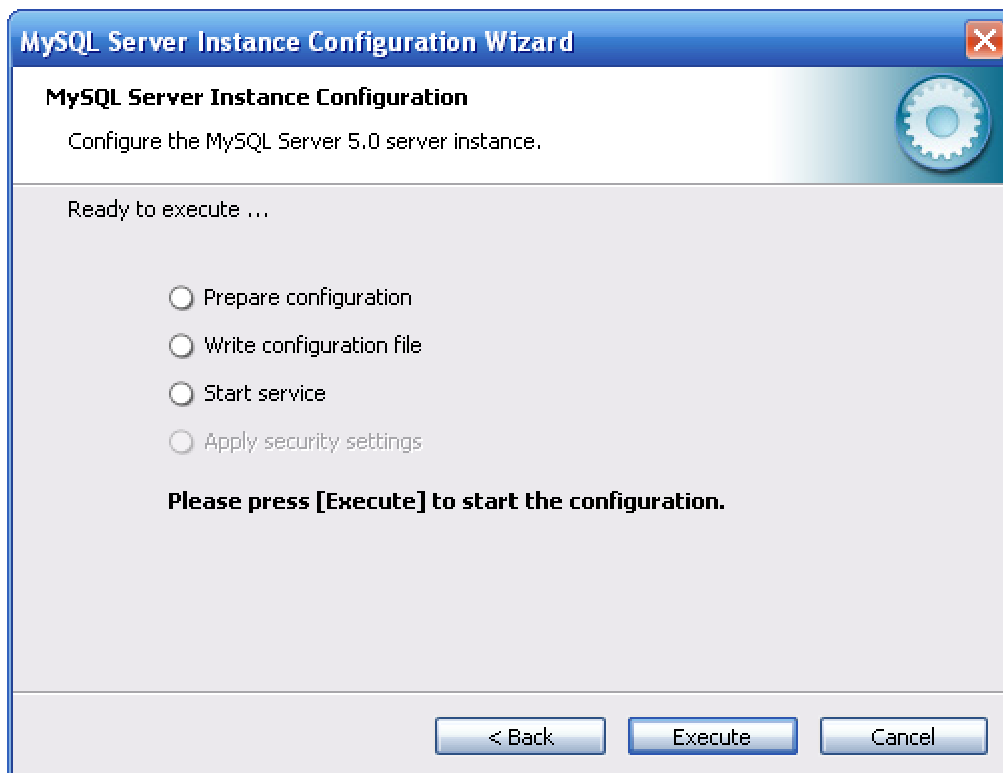 MySQL Server Instance Configuration Wizard
MySQL Server Instance Configuration
Configure the MySQL Server 5.0 server instance.
Ready to execute ...
Prepare configuration
Write configuration file
Start service
Apply security settings
Please press [Execute] to start the configuration.
< Back
Execute
Cancel